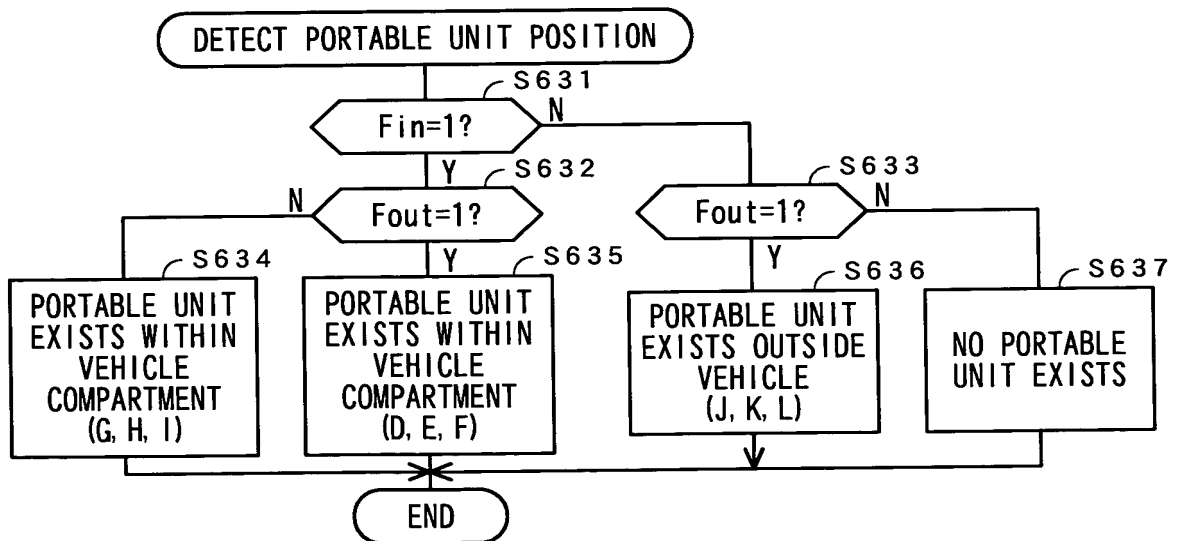 DETECT PORTABLE UNIT POSITION
S631
Fin=1?
N
Y
S632
Fout=1?
N
Y
S633
Fout=1?
N
Y
S634
PORTABLE UNIT
EXISTS WITHIN
VEHICLE
COMPARTMENT
(G, H, I)
S635
PORTABLE UNIT
EXISTS WITHIN
VEHICLE
COMPARTMENT
(D, E, F)
S636
PORTABLE UNIT
EXISTS OUTSIDE
VEHICLE
(J, K, L)
S637
NO PORTABLE
UNIT EXISTS
END